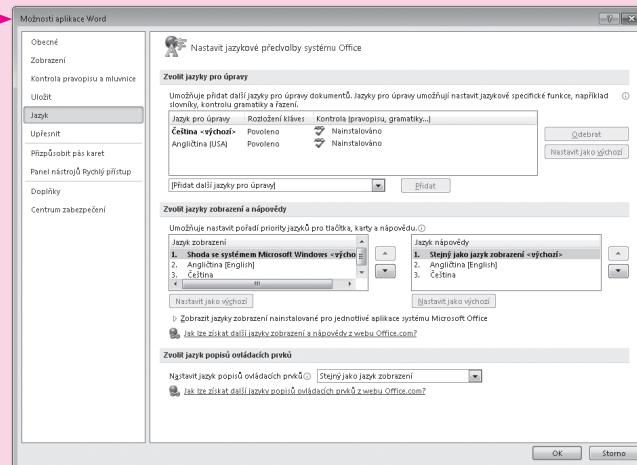 Možnosti aplikace Word
Obecné
Zobrazení
Kontrola pravopisu a mluvnice
Uložit
Jazyk
Upřesnit
Přizpůsobit pás karet
Panel nástrojů Rychlý přístup
Doplňky
Centrum zabezpečení
Nastavit jazykové předvolby systému Office
Zvolit jazyky pro úpravy
Umožňuje přidat další jazyky pro úpravy dokumentů. Jazyky pro úpravy umožňují nastavit jazykově specifické funkce, například
slovníky, kontrolu gramatiky a řazení.
Jazyk pro úpravy Rozložení kláves Kontrola (pravopisu, gramatiky...)
Čeština <výchozí> Povoleno Nainstalováno
Angličtina (USA) Povoleno Nainstalováno
Odebrat
Nastavit jako výchozí
[Přidat další jazyky pro úpravy] Přidat
Zvolit jazyky zobrazení a nápovědy
Umožňuje nastavit pořadí priority jazyků pro tlačítka, karty a nápovědu.
Jazyk zobrazení
1. Shoda se systémem Microsoft Windows <výcho
2. Angličtina [English]
3. Čeština
Nastavit jako výchozí
Jazyk nápovědy
1. Stejný jako jazyk zobrazení <výchozí>
2. Angličtina [English]
3. Čeština
Nastavit jako výchozí
Zobrazit jazyky zobrazení nainstalované pro jednotlivé aplikace systému Microsoft Office
Jak lze získat další jazyky zobrazení a nápovědy z webu Office.com?
Zvolit jazyk popisů ovládacích prvků
Nastavit jazyk popisů ovládacích prvků Stejný jako jazyk zobrazení
Jak lze získat další jazyky popisů ovládacích prvků z webu Office.com?
OK Storno